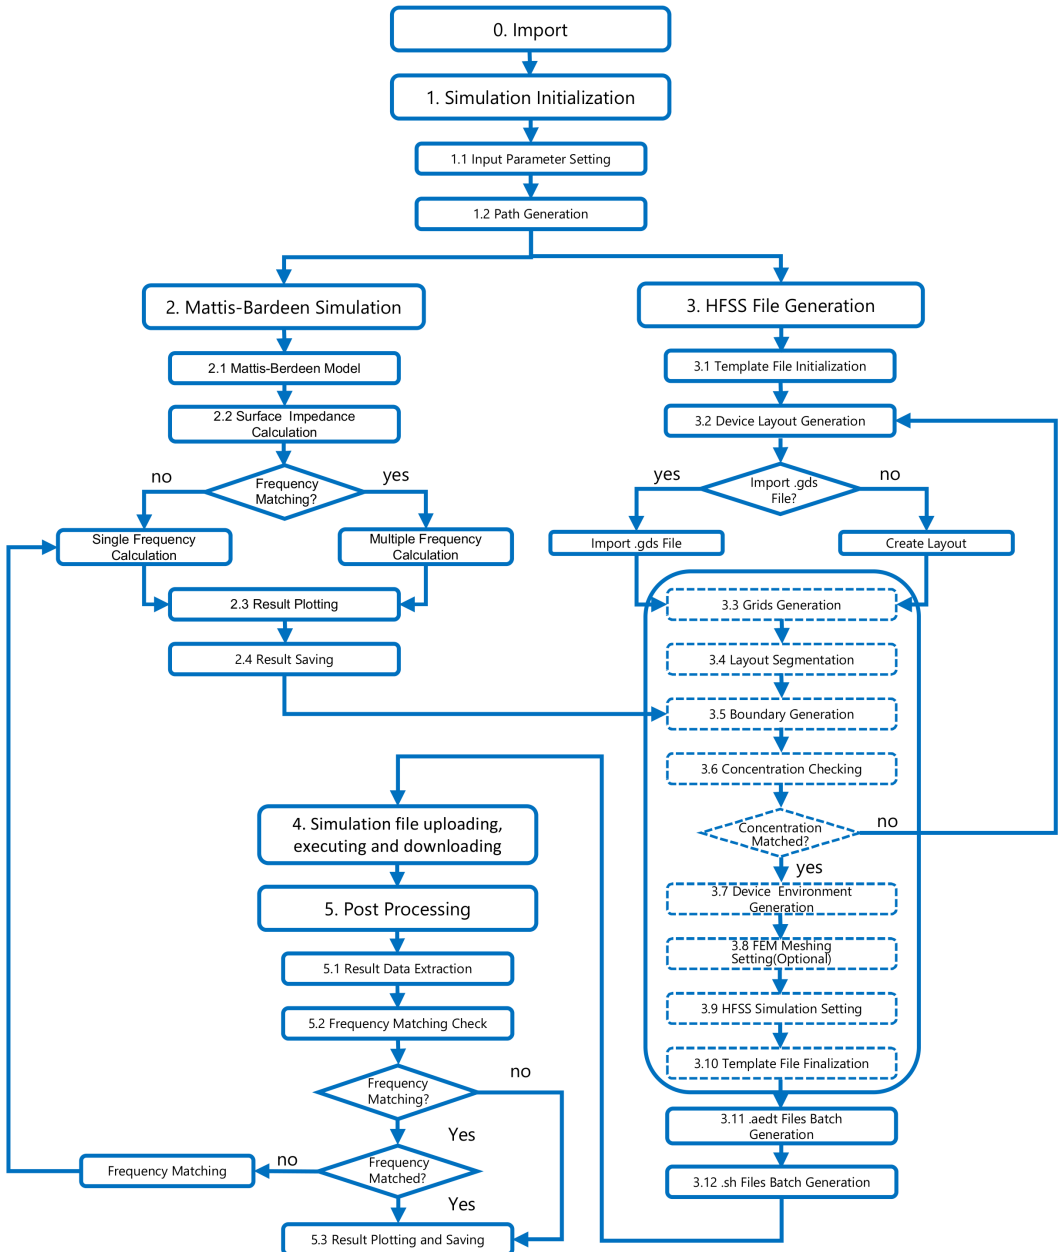 0. Import
1. Simulation Initialization
1.1 Input Parameter Setting
1.2 Path Generation
2. Mattis-Bardeen Simulation
2.1 Mattis-Berdeen Model
2.2 Surface Impedance
Calculation
Frequency
Matching?
no
yes
Single Frequency
Calculation
Multiple Frequency
Calculation
2.3 Result Plotting
2.4 Result Saving
3. HFSS File Generation
3.1 Template File Initialization
3.2 Device Layout Generation
Import .gds
File?
yes
no
Import .gds File
Create Layout
3.3 Grids Generation
3.4 Layout Segmentation
3.5 Boundary Generation
3.6 Concentration Checking
Concentration
Matched?
no
yes
3.7 Device Environment
Generation
3.8 FEM Meshing
Setting(Optional)
3.9 HFSS Simulation Setting
3.10 Template File Finalization
3.11 .aedt Files Batch
Generation
3.12 .sh Files Batch Generation
4. Simulation file uploading,
executing and downloading
5. Post Processing
5.1 Result Data Extraction
5.2 Frequency Matching Check
Frequency
Matching?
no
Yes
Frequency
Matched?
no
Frequency Matching
Yes
5.3 Result Plotting and Saving